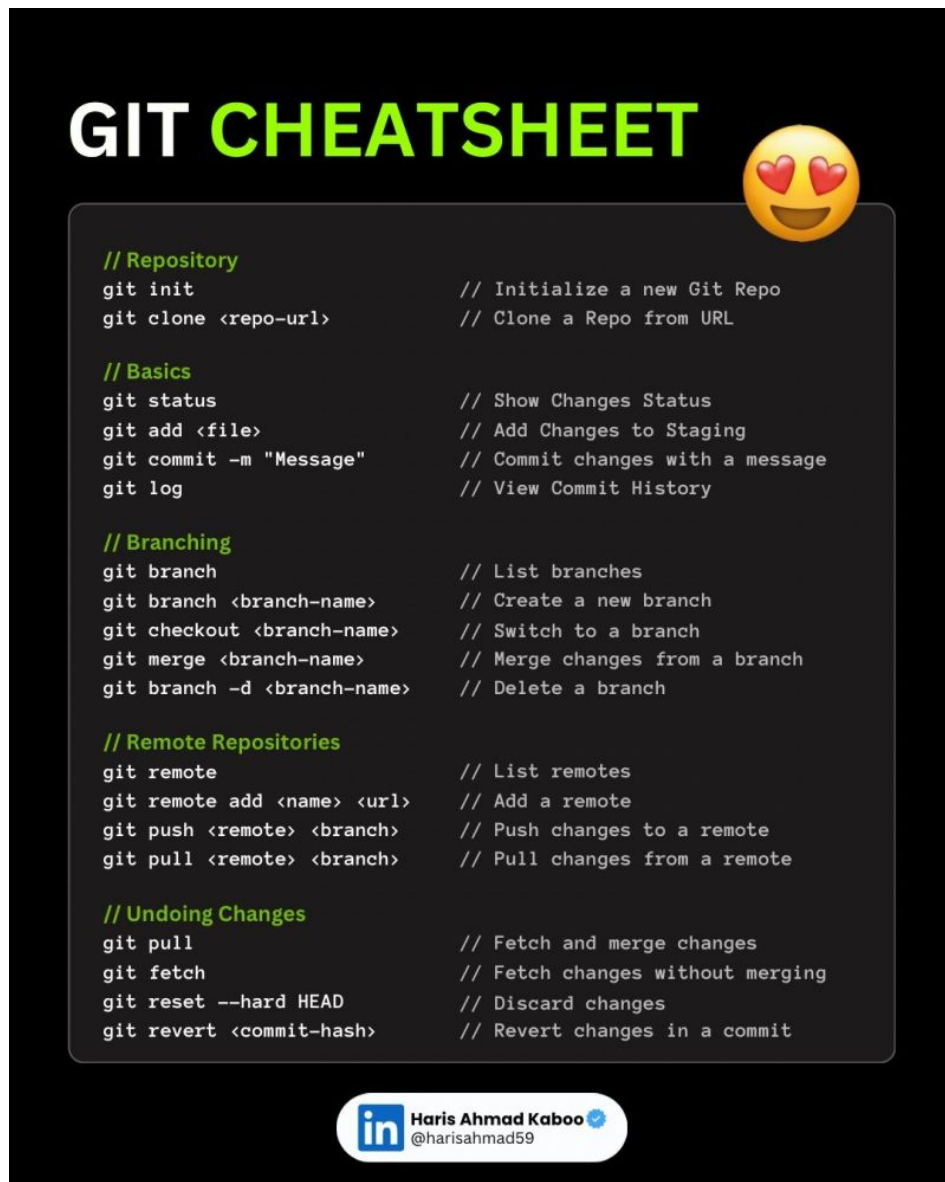 GIT CHEATSHEET
// Repository
git init // Initialize a new Git Repo
git clone <repo-url> // Clone a Repo from URL
// Basics
git status // Show Changes Status
git add <file> // Add Changes to Staging
git commit -m "Message" // Commit changes with a message
git log // View Commit History
// Branching
git branch // List branches
git branch <branch-name> // Create a new branch
git checkout <branch-name> // Switch to a branch
git merge <branch-name> // Merge changes from a branch
git branch -d <branch-name> // Delete a branch
// Remote Repositories
git remote // List remotes
git remote add <name> <url> // Add a remote
git push <remote> <branch> // Push changes to a remote
git pull <remote> <branch> // Pull changes from a remote
// Undoing Changes
git pull // Fetch and merge changes
git fetch // Fetch changes without merging
git reset --hard HEAD // Discard changes
git revert <commit-hash> // Revert changes in a commit
in Haris Ahmad Kaboo
@harisahmad59